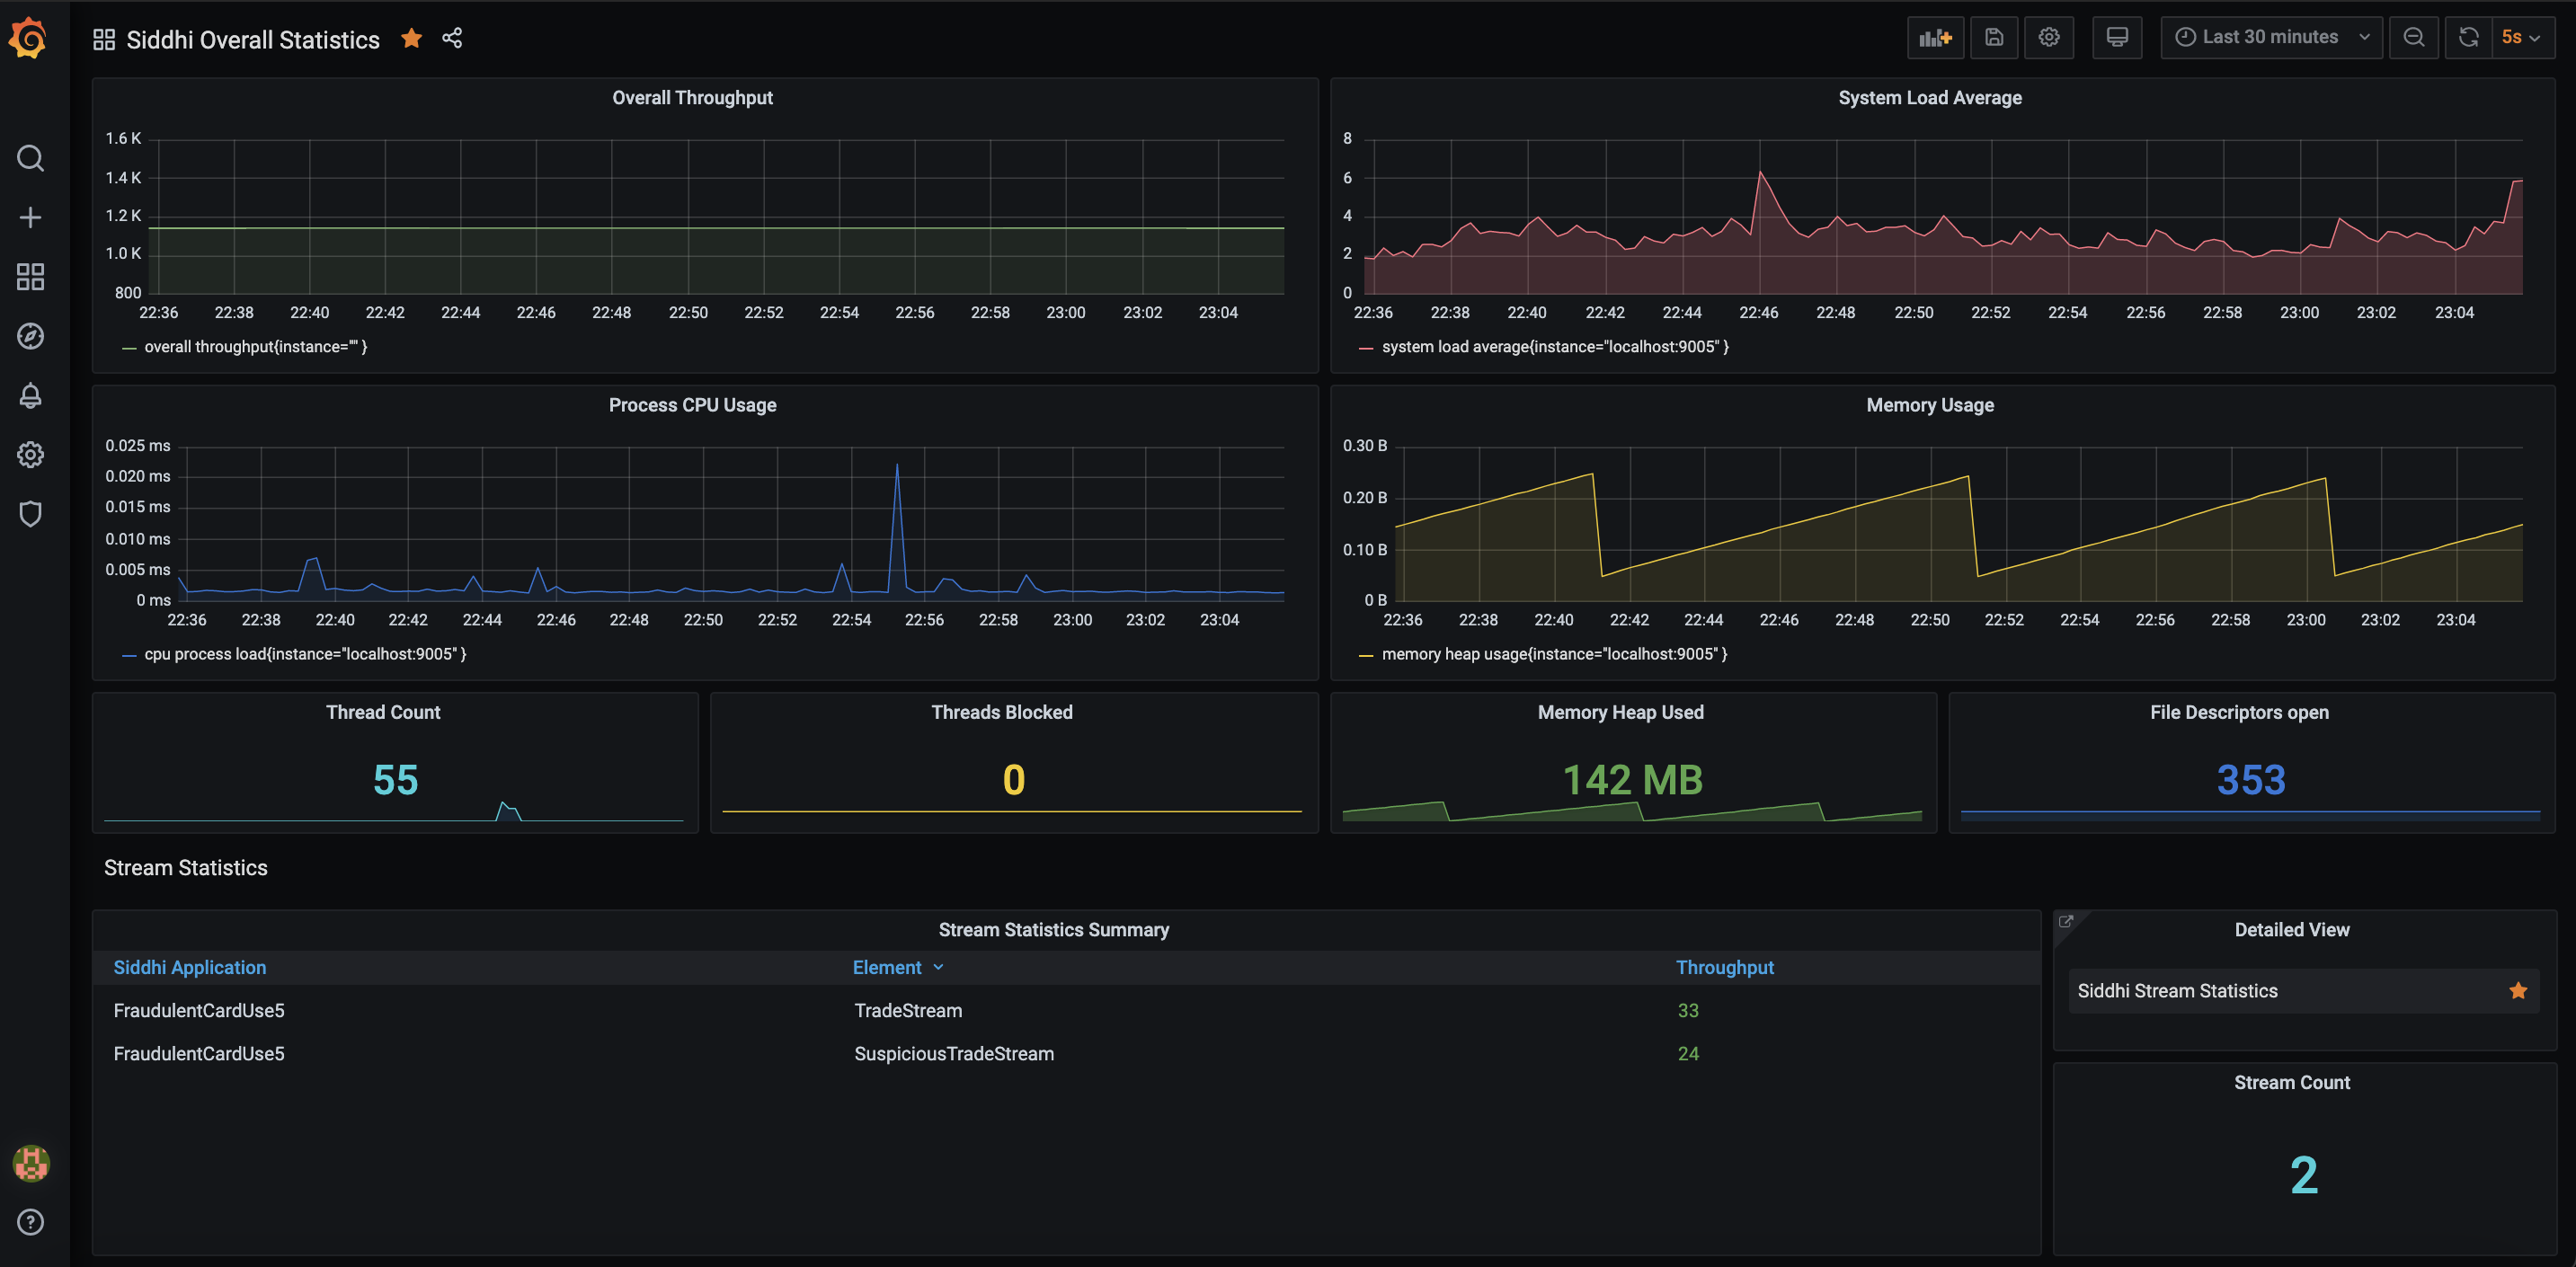 Siddhi Overall Statistics
Last 30 minutes
5s
Overall Throughput
1.6 K
1.4 K
1.2 K
1.0 K
800
22:36 22:38 22:40 22:42 22:44 22:46 22:48 22:50 22:52 22:54 22:56 22:58 23:00 23:02 23:04
overall throughput{instance="" }
System Load Average
8
6
4
2
0
22:36 22:38 22:40 22:42 22:44 22:46 22:48 22:50 22:52 22:54 22:56 22:58 23:00 23:02 23:04
system load average{instance="localhost:9005" }
Process CPU Usage
0.025 ms
0.020 ms
0.015 ms
0.010 ms
0.005 ms
0 ms
22:36 22:38 22:40 22:42 22:44 22:46 22:48 22:50 22:52 22:54 22:56 22:58 23:00 23:02 23:04
cpu process load{instance="localhost:9005" }
Memory Usage
0.30 B
0.20 B
0.10 B
0 B
22:36 22:38 22:40 22:42 22:44 22:46 22:48 22:50 22:52 22:54 22:56 22:58 23:00 23:02 23:04
memory heap usage{instance="localhost:9005" }
Thread Count
55
Threads Blocked
0
Memory Heap Used
142 MB
File Descriptors open
353
Stream Statistics
Stream Statistics Summary
Siddhi Application Element Throughput
FraudulentCardUse5 TradeStream 33
FraudulentCardUse5 SuspiciousTradeStream 24
Detailed View
Siddhi Stream Statistics
Stream Count
2